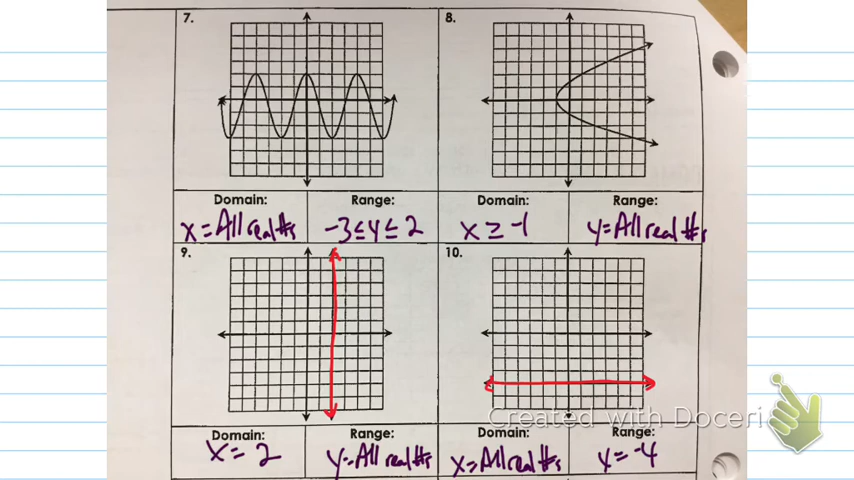 7.
8.
Domain:
Range:
Domain:
Range:
x = All real #s
-3 ≤ y ≤ 2
x ≥ -1
y = All real #s
9.
10.
Created with Doceri
Domain:
Range:
Domain:
Range:
x = 2
y = All real #s
x = All real #s
y = -4